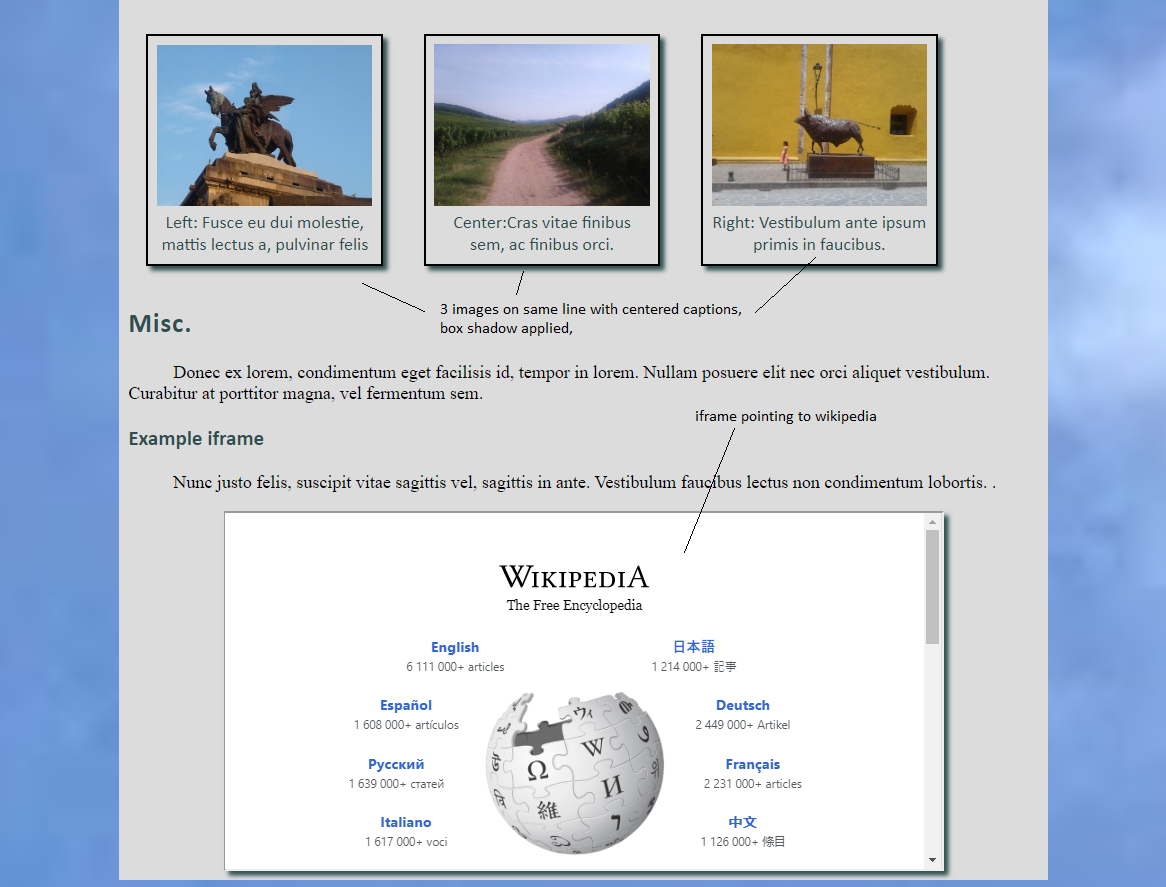 Left: Fusce eu dui molestie,
mattis lectus a, pulvinar felis
Center:Cras vitae finibus
sem, ac finibus orci.
Right: Vestibulum ante ipsum
primis in faucibus.
3 images on same line with centered captions,
box shadow applied,
Misc.
Donec ex lorem, condimentum eget facilisis id, tempor in lorem. Nullam posuere elit nec orci aliquet vestibulum.
Curabitur at porttitor magna, vel fermentum sem.
iframe pointing to wikipedia
Example iframe
Nunc justo felis, suscipit vitae sagittis vel, sagittis in ante. Vestibulum faucibus lectus non condimentum lobortis. .
WIKIPEDIA
The Free Encyclopedia
English
6 111 000+ articles
日本語
1 214 000+ 記事
Español
1 608 000+ artículos
Deutsch
2 449 000+ Artikel
Русский
1 639 000+ статей
Français
2 231 000+ articles
Italiano
1 617 000+ voci
中文
1 126 000+ 條目
Ω
W
И
維
ウィ
7